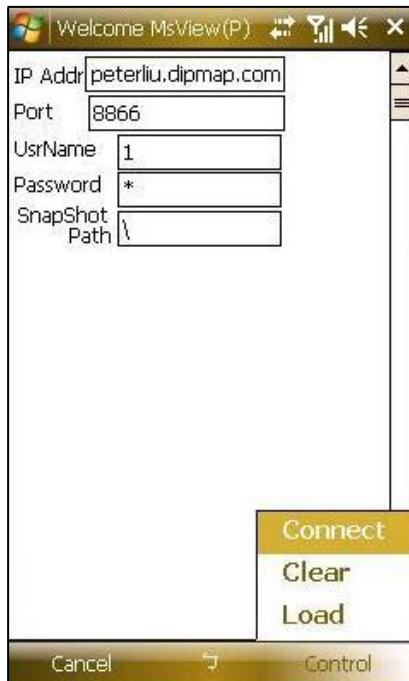 Welcome MsView(P)
IP Addr peterliu.dipmap.com
Port 8866
UsrName 1
Password *
SnapShot
Path \
Connect
Clear
Load
Cancel Control